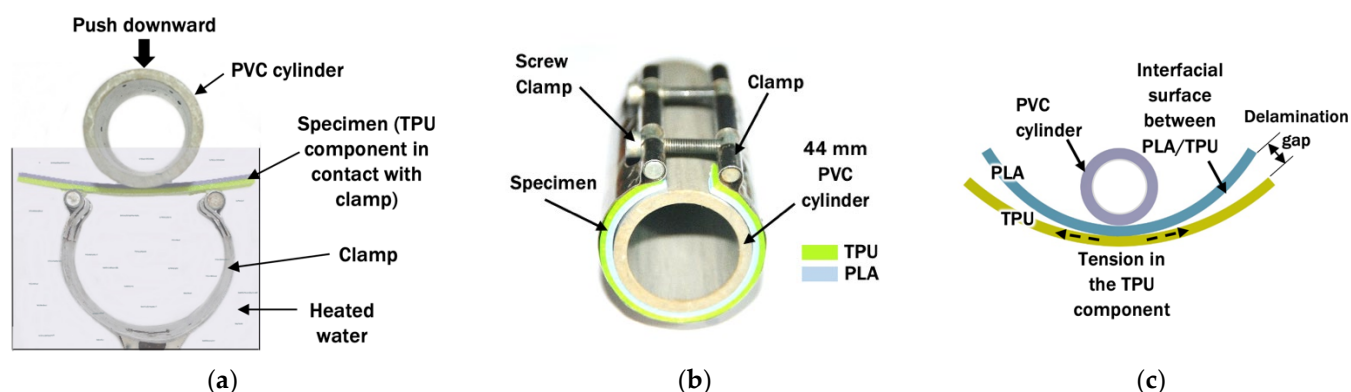 Push downward
PVC cylinder
Specimen (TPU
component in
contact with
clamp)
Clamp
Heated
water
(a)
Screw
Clamp
Clamp
Specimen
44 mm
PVC
cylinder
TPU
PLA
(b)
Interfacial
surface
between
PLA/TPU
Delamination
gap
PVC
cylinder
PLA
TPU
Tension in
the TPU
component
(c)